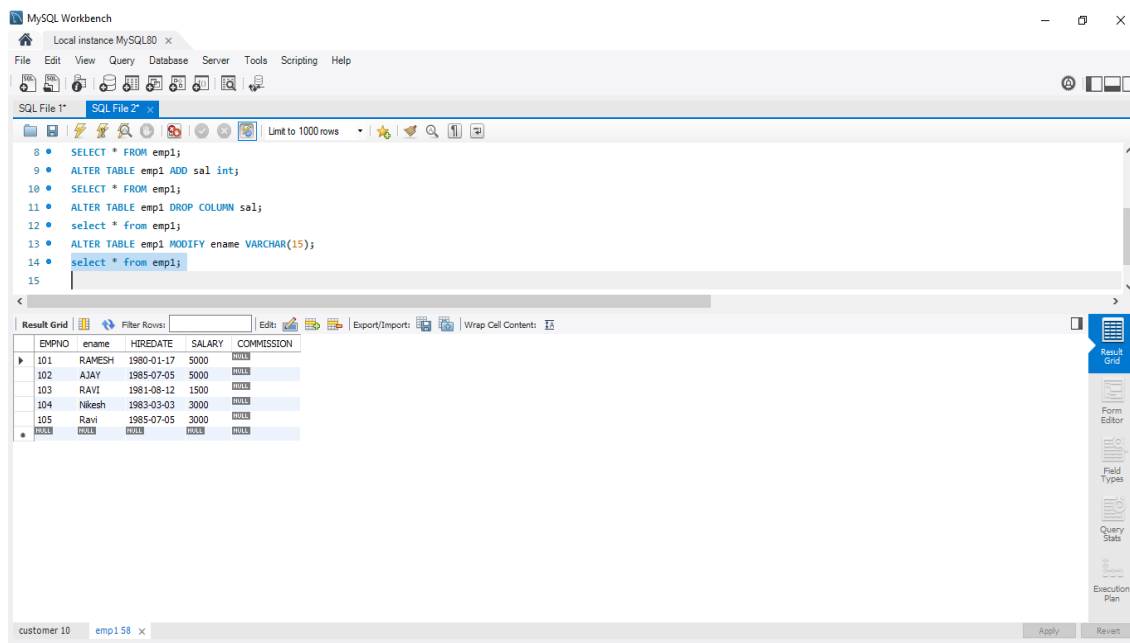 MySQL Workbench
Local instance MySQL80
File Edit View Query Database Server Tools Scripting Help
SQL File 1* SQL File 2*
Limit to 1000 rows
8 SELECT * FROM emp1;
9 ALTER TABLE emp1 ADD sal int;
10 SELECT * FROM emp1;
11 ALTER TABLE emp1 DROP COLUMN sal;
12 select * from emp1;
13 ALTER TABLE emp1 MODIFY ename VARCHAR(15);
14 select * from emp1;
15
Result Grid Filter Rows: Edit: Export/Import: Wrap Cell Content:
EMPNO ename HIREDATE SALARY COMMISSION
101 RAMESH 1980-01-17 5000 NULL
102 AJAY 1985-07-05 5000 NULL
103 RAVI 1981-08-12 1500 NULL
104 Nikesh 1983-03-03 3000 NULL
105 Ravi 1985-07-05 3000 NULL
NULL NULL NULL NULL NULL
Result
Grid
Form
Editor
Field
Types
Query
Stats
Execution
Plan
customer 10 emp1 58 Apply Revert